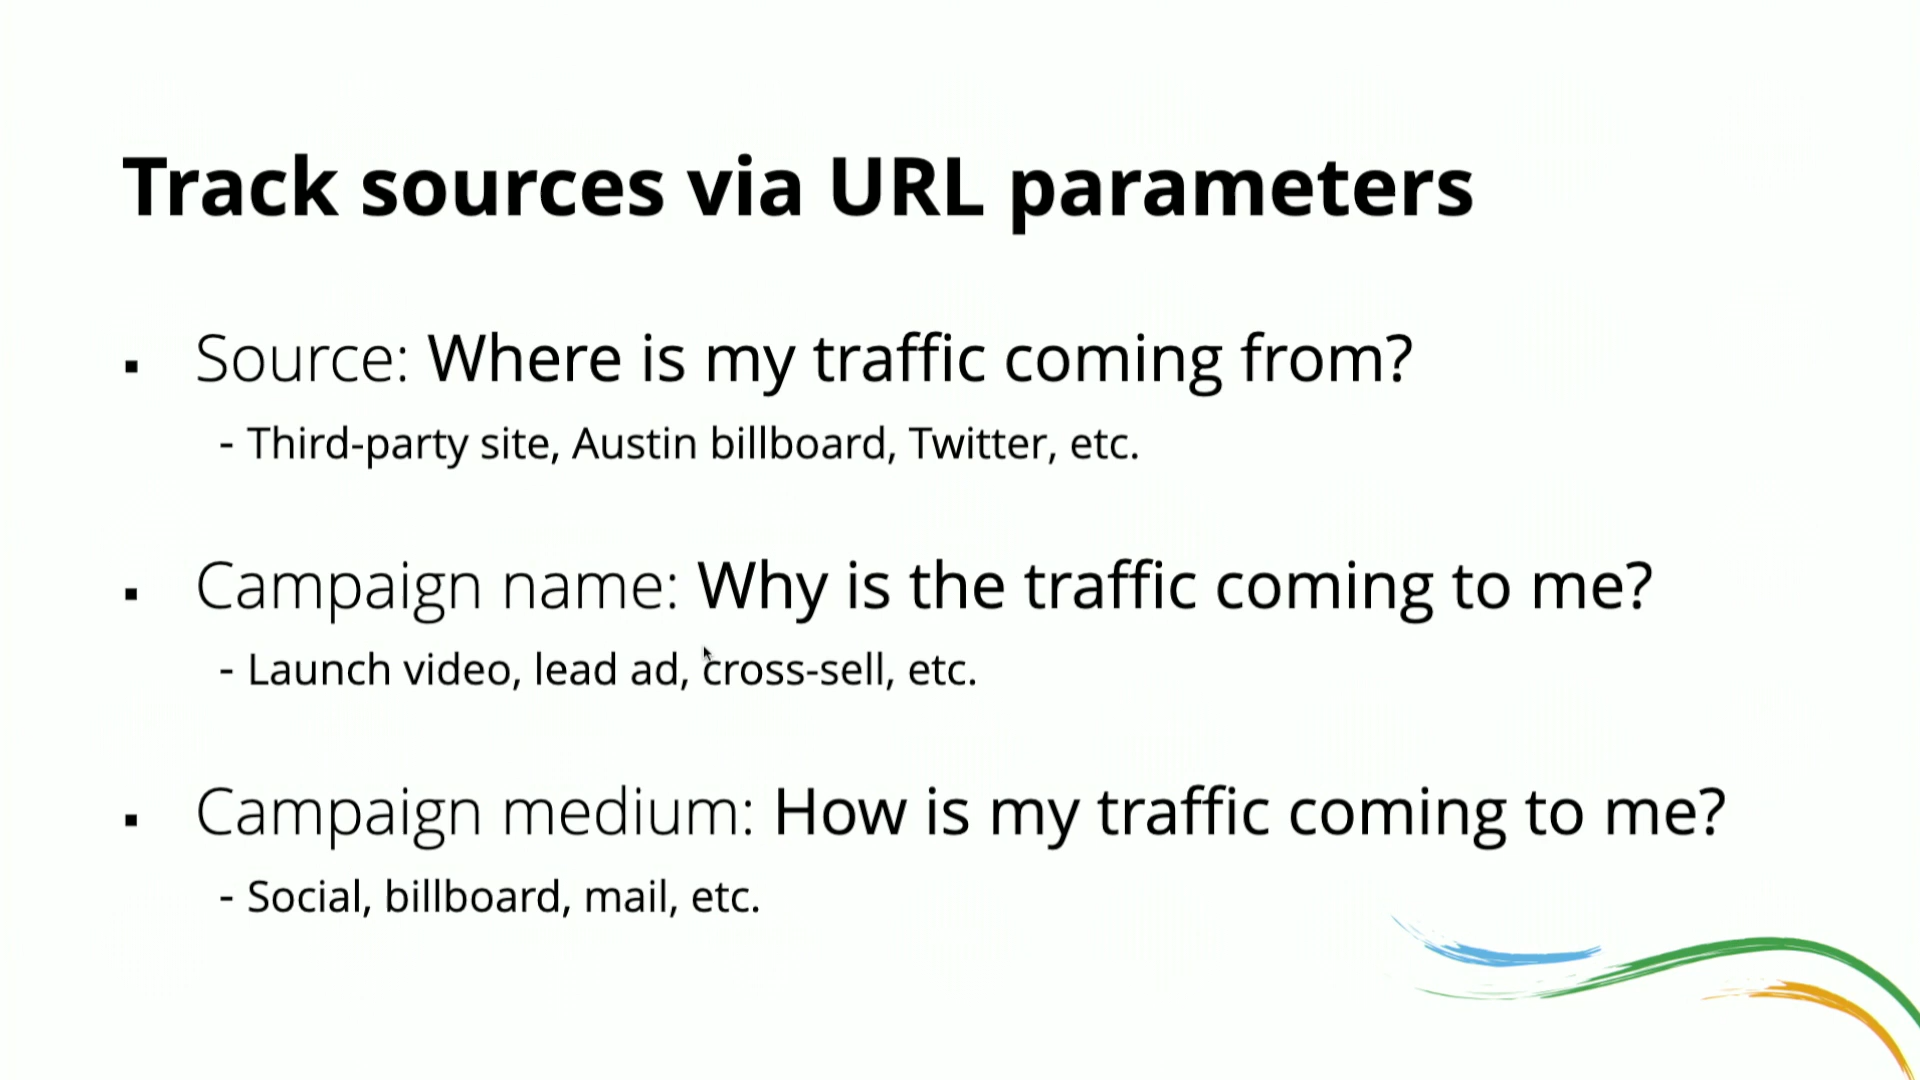 Track sources via URL parameters
▪ Source: Where is my traffic coming from?
- Third-party site, Austin billboard, Twitter, etc.
▪ Campaign name: Why is the traffic coming to me?
- Launch video, lead ad, cross-sell, etc.
▪ Campaign medium: How is my traffic coming to me?
- Social, billboard, mail, etc.